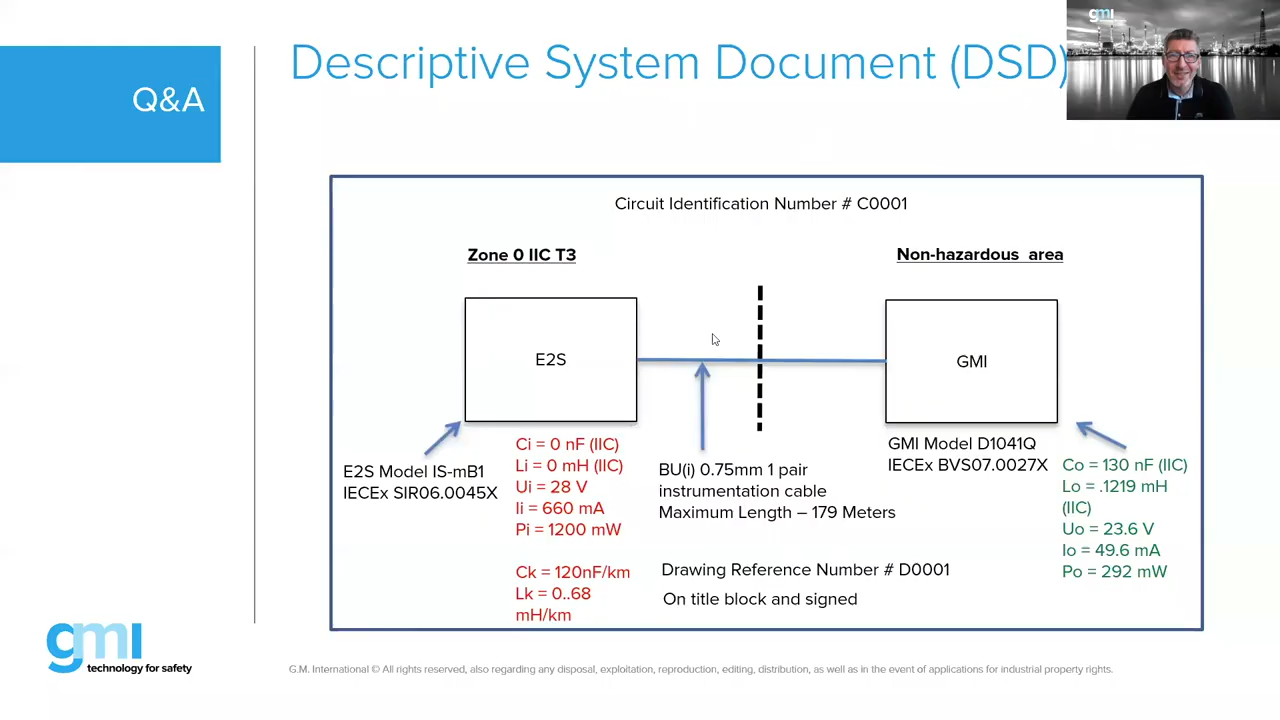 gmi
Descriptive System Document (DSD)
Q&A
Circuit Identification Number # C0001
Zone 0 IIC T3
Non-hazardous area
E2S
GMI
E2S Model IS-mB1
IECEx SIR06.0045X
Ci = 0 nF (IIC)
Li = 0 mH (IIC)
Ui = 28 V
Ii = 660 mA
Pi = 1200 mW
Ck = 120nF/km
Lk = 0..68
mH/km
BU(i) 0.75mm 1 pair
instrumentation cable
Maximum Length – 179 Meters
GMI Model D1041Q
IECEx BVS07.0027X
Co = 130 nF (IIC)
Lo = .1219 mH
(IIC)
Uo = 23.6 V
Io = 49.6 mA
Po = 292 mW
Drawing Reference Number # D0001
On title block and signed
gmi
technology for safety
G.M. International © All rights reserved, also regarding any disposal, exploitation, reproduction, editing, distribution, as well as in the event of applications for industrial property rights.